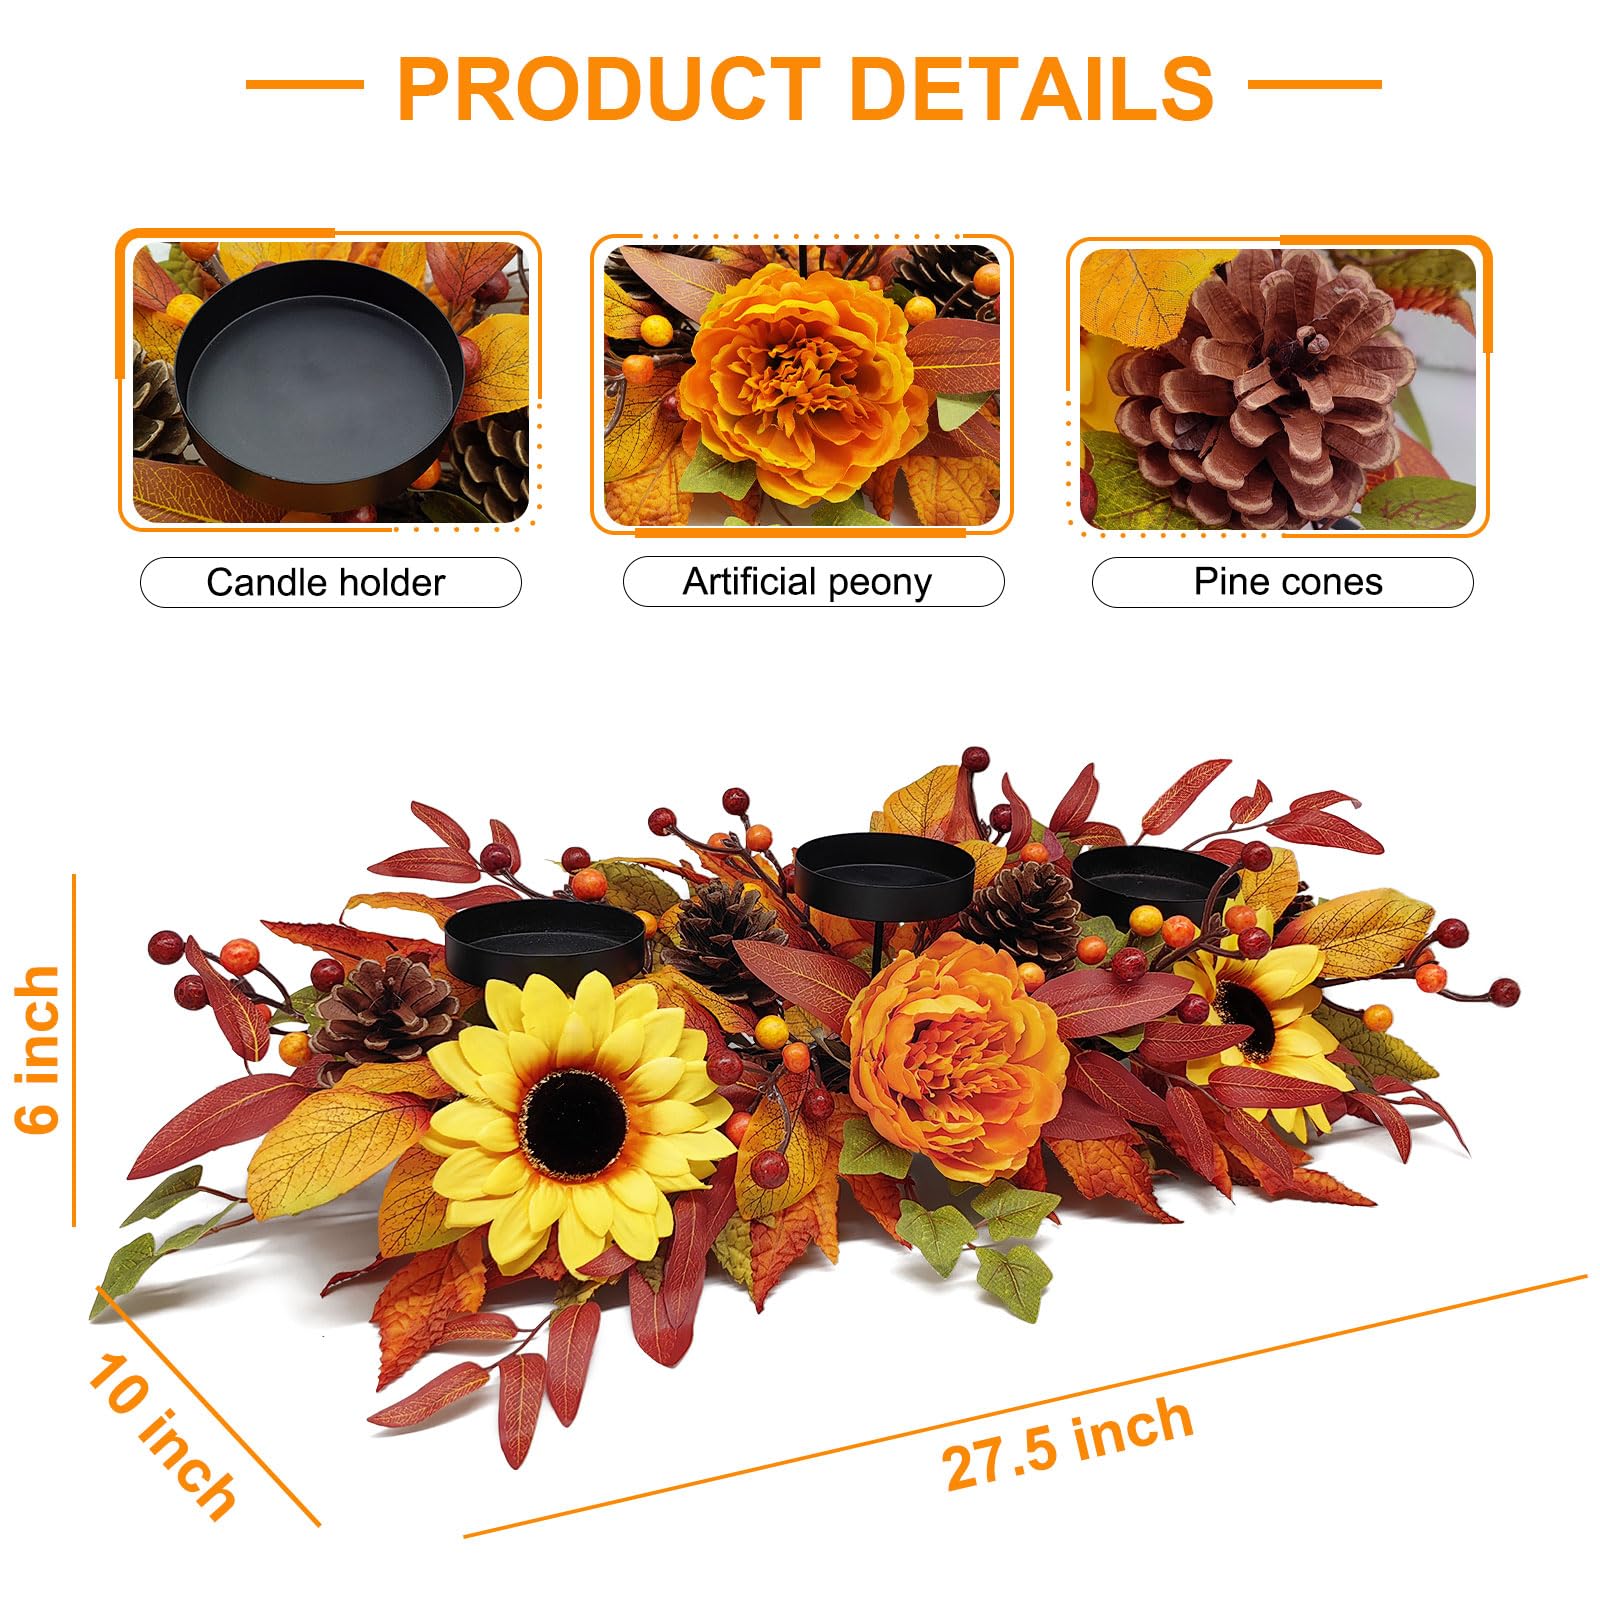 PRODUCT DETAILS
Candle holder
Artificial peony
Pine cones
6 inch
10 inch
27.5 inch